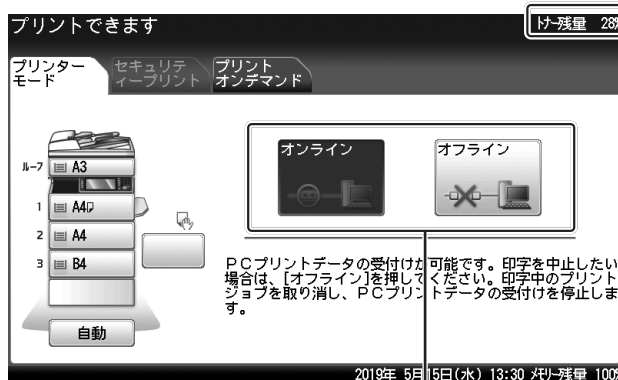 プリントできます
トナー残量 28%
プリンター
モード
セキュリテ
ィープリント
プリント
オンデマンド
ルーフ A3
1 A4
2 A4
3 B4
自動
オンライン
オフライン
PCプリントデータの受付けが可能です。印字を中止したい
場合は、[オフライン]を押してください。印字中のプリント
ジョブを取り消し、PCプリントデータの受付けを停止しま
す。
2019年 5月15日(水) 13:30 メモリー残量 100%